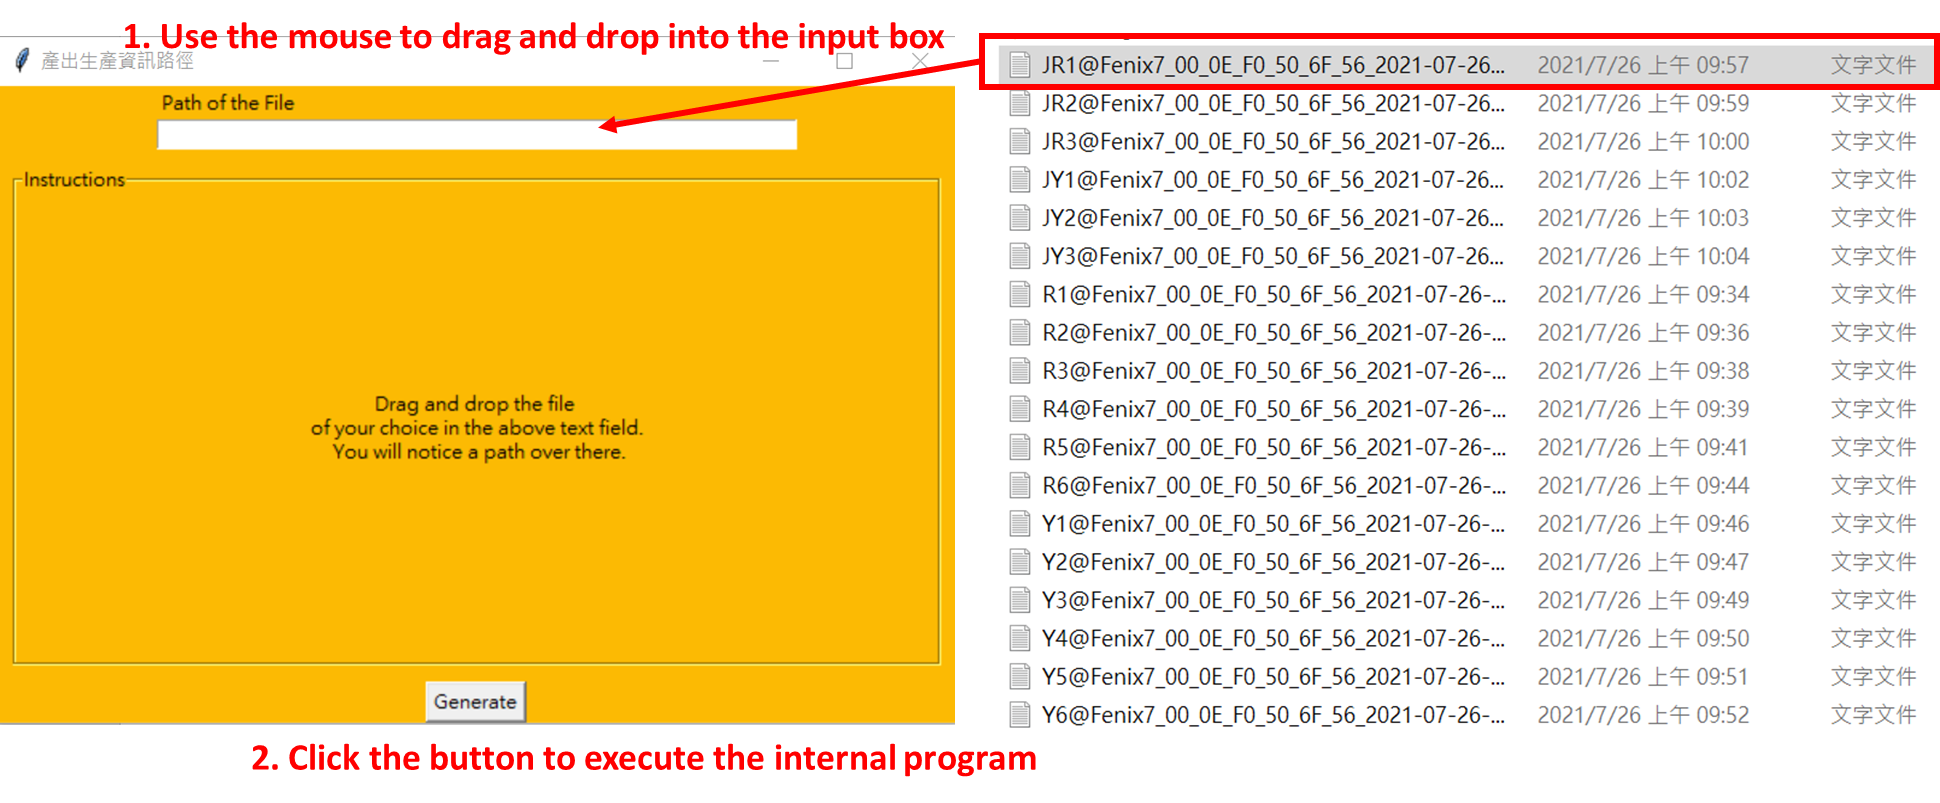 1. Use the mouse to drag and drop into the input box
產出生產資訊路徑
Path of the File
Instructions
Drag and drop the file
of your choice in the above text field.
You will notice a path over there.
Generate
2. Click the button to execute the internal program
JR1@Fenix7_00_0E_F0_50_6F_56_2021-07-26... 2021/7/26 上午 09:57 文字文件
JR2@Fenix7_00_0E_F0_50_6F_56_2021-07-26... 2021/7/26 上午 09:59 文字文件
JR3@Fenix7_00_0E_F0_50_6F_56_2021-07-26... 2021/7/26 上午 10:00 文字文件
JY1@Fenix7_00_0E_F0_50_6F_56_2021-07-26... 2021/7/26 上午 10:02 文字文件
JY2@Fenix7_00_0E_F0_50_6F_56_2021-07-26... 2021/7/26 上午 10:03 文字文件
JY3@Fenix7_00_0E_F0_50_6F_56_2021-07-26... 2021/7/26 上午 10:04 文字文件
R1@Fenix7_00_0E_F0_50_6F_56_2021-07-26-... 2021/7/26 上午 09:34 文字文件
R2@Fenix7_00_0E_F0_50_6F_56_2021-07-26-... 2021/7/26 上午 09:36 文字文件
R3@Fenix7_00_0E_F0_50_6F_56_2021-07-26-... 2021/7/26 上午 09:38 文字文件
R4@Fenix7_00_0E_F0_50_6F_56_2021-07-26-... 2021/7/26 上午 09:39 文字文件
R5@Fenix7_00_0E_F0_50_6F_56_2021-07-26-... 2021/7/26 上午 09:41 文字文件
R6@Fenix7_00_0E_F0_50_6F_56_2021-07-26-... 2021/7/26 上午 09:44 文字文件
Y1@Fenix7_00_0E_F0_50_6F_56_2021-07-26-... 2021/7/26 上午 09:46 文字文件
Y2@Fenix7_00_0E_F0_50_6F_56_2021-07-26-... 2021/7/26 上午 09:47 文字文件
Y3@Fenix7_00_0E_F0_50_6F_56_2021-07-26-... 2021/7/26 上午 09:49 文字文件
Y4@Fenix7_00_0E_F0_50_6F_56_2021-07-26-... 2021/7/26 上午 09:50 文字文件
Y5@Fenix7_00_0E_F0_50_6F_56_2021-07-26-... 2021/7/26 上午 09:51 文字文件
Y6@Fenix7_00_0E_F0_50_6F_56_2021-07-26-... 2021/7/26 上午 09:52 文字文件